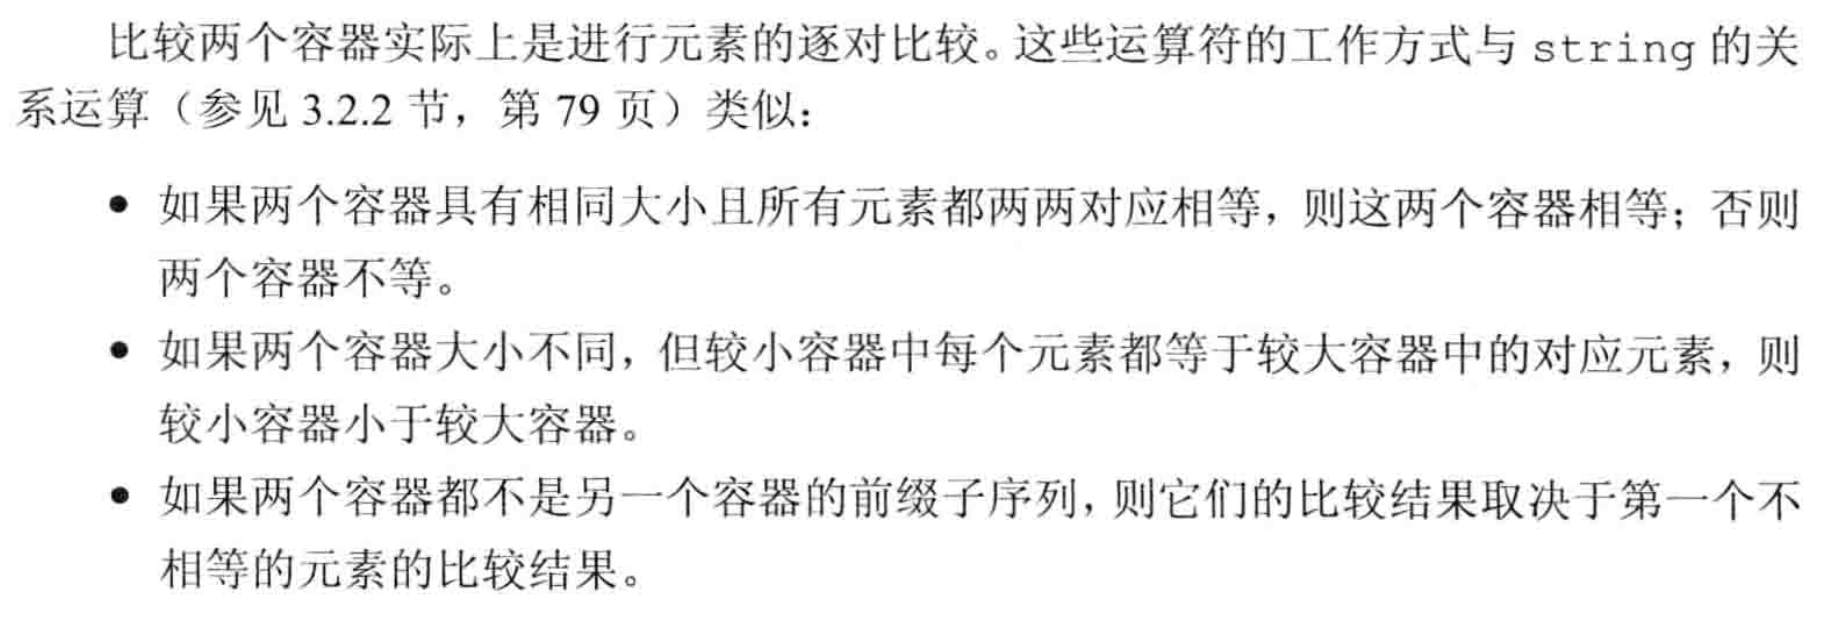 比较两个容器实际上是进行元素的逐对比较。这些运算符的工作方式与 string 的关
系运算（参见 3.2.2 节，第 79 页）类似：
• 如果两个容器具有相同大小且所有元素都两两对应相等，则这两个容器相等；否则
两个容器不等。
• 如果两个容器大小不同，但较小容器中每个元素都等于较大容器中的对应元素，则
较小容器小于较大容器。
• 如果两个容器都不是另一个容器的前缀子序列，则它们的比较结果取决于第一个不
相等的元素的比较结果。